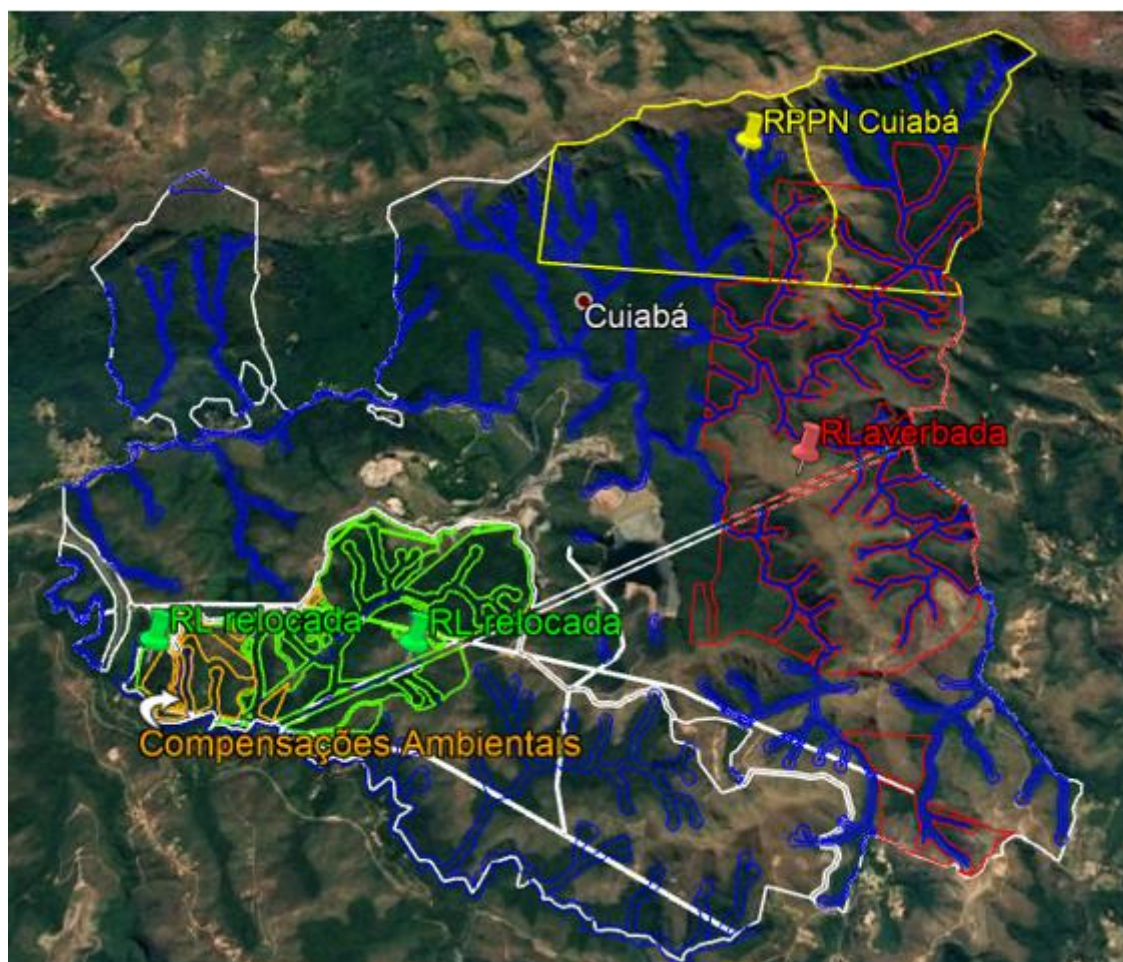 RPPN Cuiabá
Cuiabá
RLaverbada
RL relocada
RL relocada
Compensações Ambientais